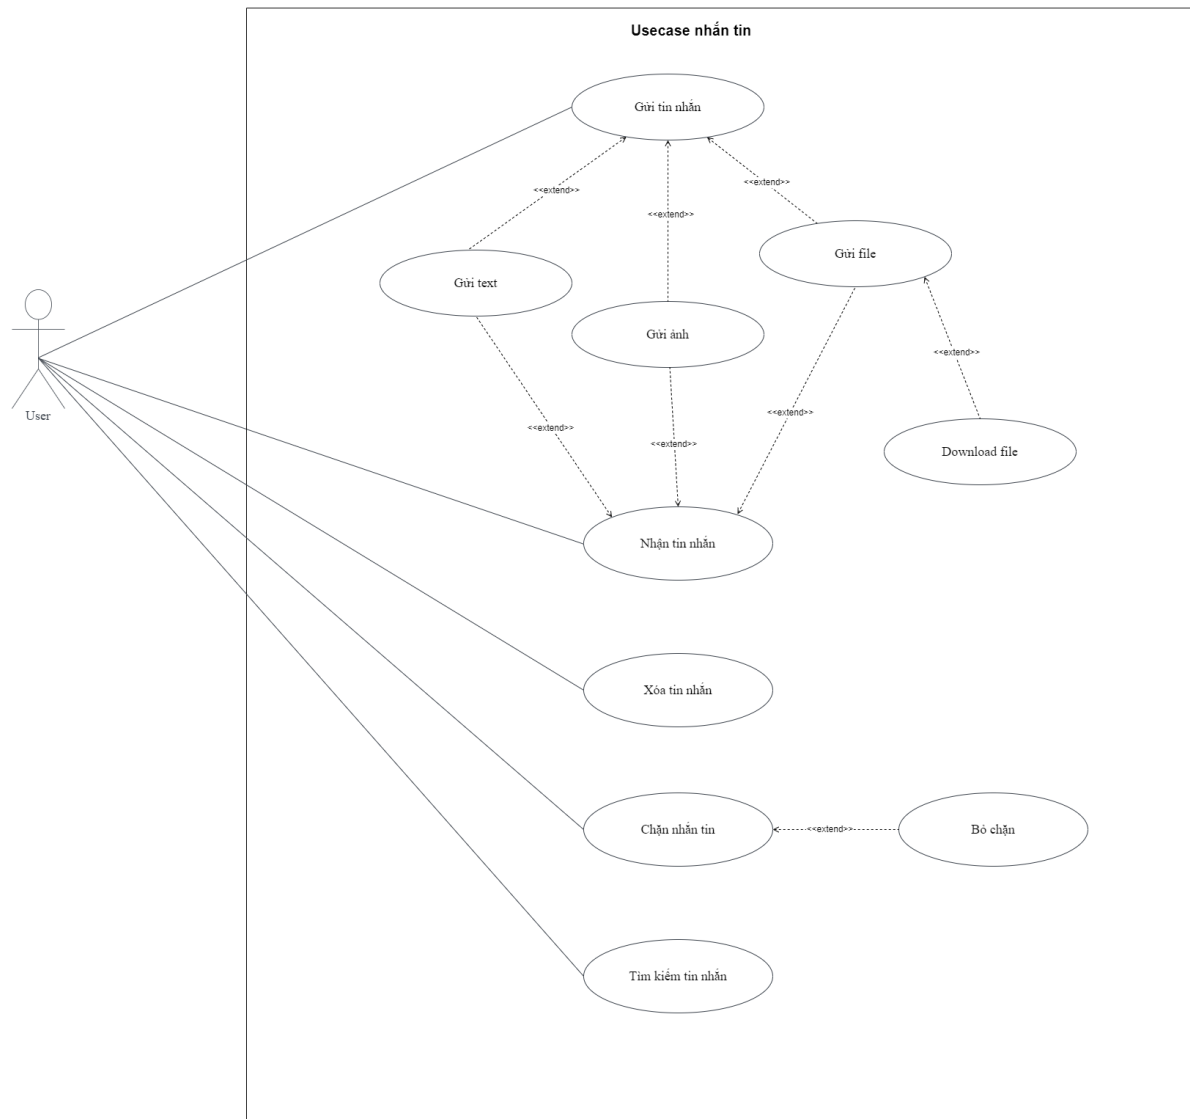 Usecase nhắn tin
Gửi tin nhắn
<<extend>>
<<extend>>
<<extend>>
Gửi file
Gửi text
Gửi ảnh
<<extend>>
User
<<extend>>
<<extend>>
<<extend>>
Download file
Nhận tin nhắn
Xóa tin nhắn
Chặn nhắn tin
<<extend>>
Bỏ chặn
Tìm kiếm tin nhắn